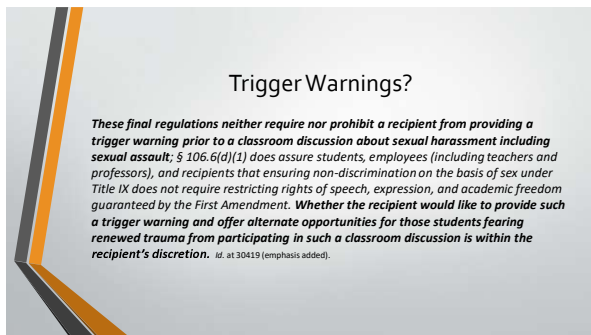 Trigger Warnings?
These final regulations neither require nor prohibit a recipient from providing a
trigger warning prior to a classroom discussion about sexual harassment including
sexual assault; § 106.6(d)(1) does assure students, employees (including teachers and
professors), and recipients that ensuring non-discrimination on the basis of sex under
Title IX does not require restricting rights of speech, expression, and academic freedom
guaranteed by the First Amendment. Whether the recipient would like to provide such
a trigger warning and offer alternate opportunities for those students fearing
renewed trauma from participating in such a classroom discussion is within the
recipient's discretion. Id. at 30419 (emphasis added).